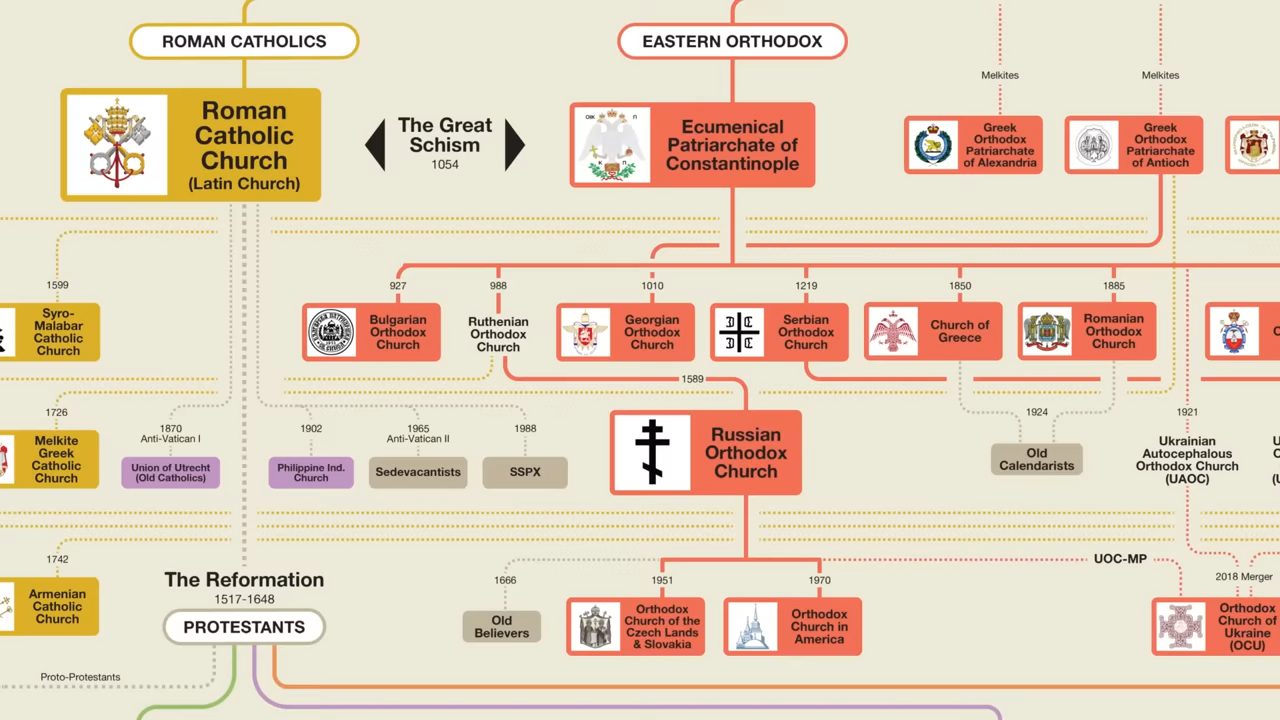 ROMAN CATHOLICS
EASTERN ORTHODOX
Melkites
Melkites
Roman
Catholic
Church
(Latin Church)
The Great
Schism
1054
Ecumenical
Patriarchate of
Constantinople
Greek
Orthodox
Patriarchate
of Alexandria
Greek
Orthodox
Patriarchate
of Antioch
1599
927
988
1010
1219
1850
1885
Syro-
Malabar
Catholic
Church
Bulgarian
Orthodox
Church
Ruthenian
Orthodox
Church
Georgian
Orthodox
Church
Serbian
Orthodox
Church
Church of
Greece
Romanian
Orthodox
Church
1589
1726
Melkite
Greek
Catholic
Church
1870
Anti-Vatican I
Union of Utrecht
(Old Catholics)
1902
Philippine Ind.
Church
1965
Anti-Vatican II
Sedevacantists
1988
SSPX
Russian
Orthodox
Church
1924
Old
Calendarists
1921
Ukrainian
Autocephalous
Orthodox Church
(UAOC)
1742
Armenian
Catholic
Church
The Reformation
1517-1648
PROTESTANTS
Proto-Protestants
1666
Old
Believers
1951
Orthodox
Church of the
Czech Lands
& Slovakia
1970
Orthodox
Church in
America
UOC-MP
2018 Merger
Orthodox
Church of
Ukraine
(OCU)